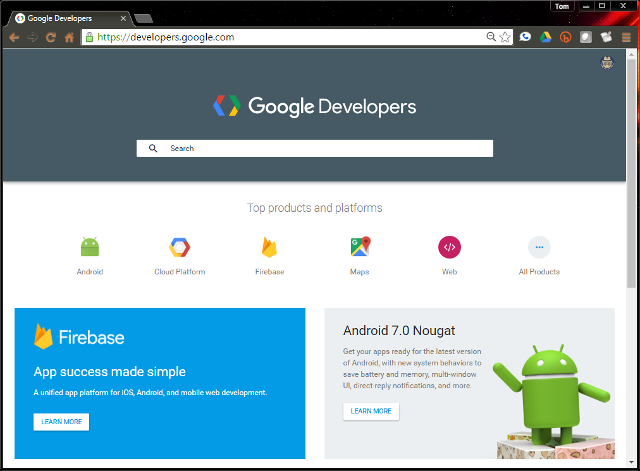 Tom
Google Developers
https://developers.google.com
Google Developers
Search
Top products and platforms
Android
Cloud Platform
Firebase
Maps
Web
All Products
Firebase
App success made simple
A unified app platform for iOS, Android, and mobile web development.
LEARN MORE
Android 7.0 Nougat
Get your apps ready for the latest version
of Android, with new system behaviors to
save battery and memory, multi-window
UI, direct reply notifications, and more.
LEARN MORE